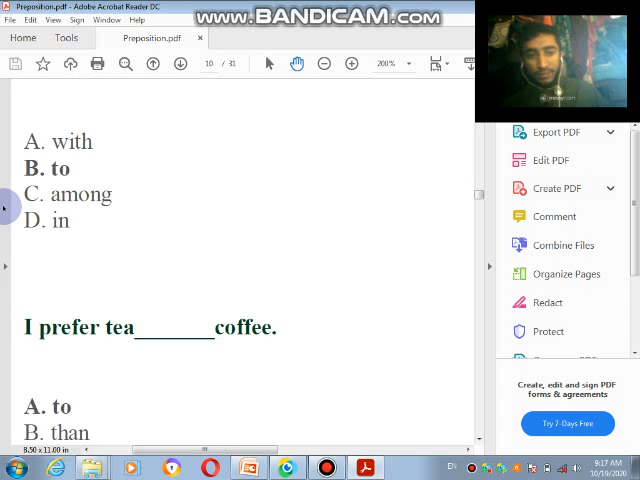 Preposition.pdf - Adobe Acrobat Reader DC
WWW.BANDICAM.COM
File Edit View Sign Window Help
Home Tools Preposition.pdf
10 / 31 200%
A. with
B. to
C. among
D. in
I prefer tea_______coffee.
A. to
B. than
8.50 x 11.00 in
Export PDF
Edit PDF
Create PDF
Comment
Combine Files
Organize Pages
Redact
Protect
Create, edit and sign PDF
forms & agreements
Try 7-Days Free
EN
9:17 AM
10/19/2020